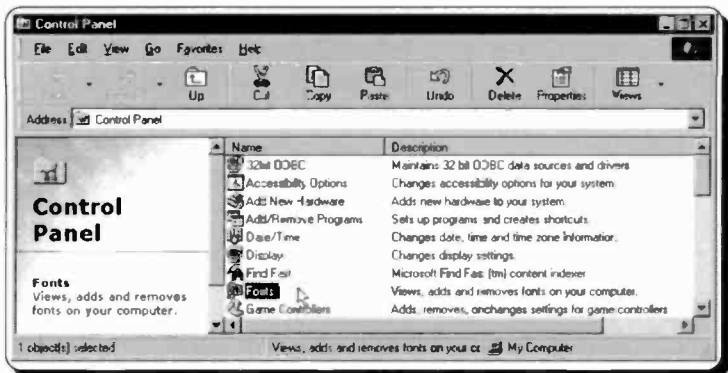 Control Panel
File Edit View Go Favorites Help
Up Cut Copy Paste Undo Delete Properties Views
Address Control Panel
Name Description
32bit ODBC Maintains 32 bit ODBC data sources and drivers
Accessibility Options Changes accessibility options for your system.
Add New Hardware Adds new hardware to your system.
Add/Remove Programs Sets up programs and creates shortcuts.
Date/Time Changes date, time and time zone information.
Display Changes display settings.
Find Fast Microsoft Find Fast (tm) content indexer
Fonts Views, adds and removes fonts on your computer.
Game Controllers Adds, removes, and changes settings for game controllers
Control
Panel
Fonts
Views, adds and removes
fonts on your computer.
1 object(s) selected Views, adds and removes fonts on your cc My Computer